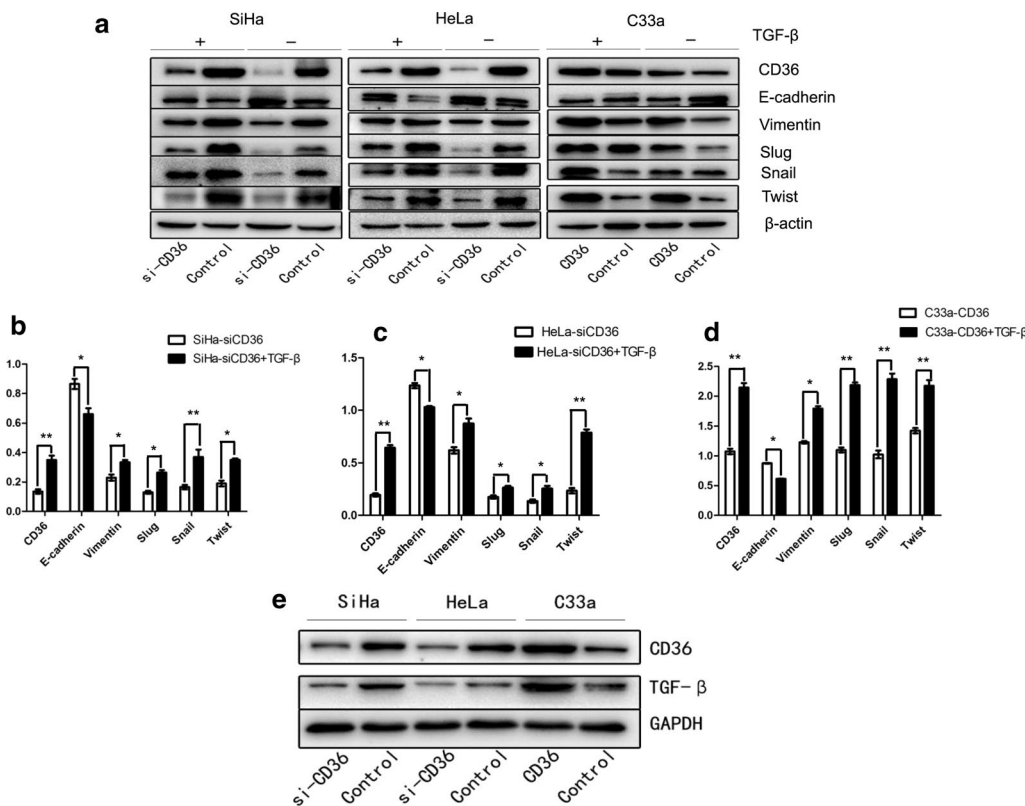 a
SiHa HeLa C33a
+ − + − + − TGF-β
CD36
E-cadherin
Vimentin
Slug
Snail
Twist
β-actin
si-CD36 Control si-CD36 Control si-CD36 Control si-CD36 Control CD36 Control CD36 Control
b
SiHa-siCD36
SiHa-siCD36+TGF-β
1.0
0.8
0.6
0.4
0.2
0.0
** * * * ** *
CD36 E-cadherin Vimentin Slug Snail Twist
c
HeLa-siCD36
HeLa-siCD36+TGF-β
1.5
1.0
0.5
0.0
** * * * * **
CD36 E-cadherin Vimentin Slug Snail Twist
d
C33a-CD36
C33a-CD36+TGF-β
2.5
2.0
1.5
1.0
0.5
0.0
** * * ** ** **
CD36 E-cadherin Vimentin Slug Snail Twist
e
SiHa HeLa C33a
CD36
TGF-β
GAPDH
si-CD36 Control si-CD36 Control CD36 Control